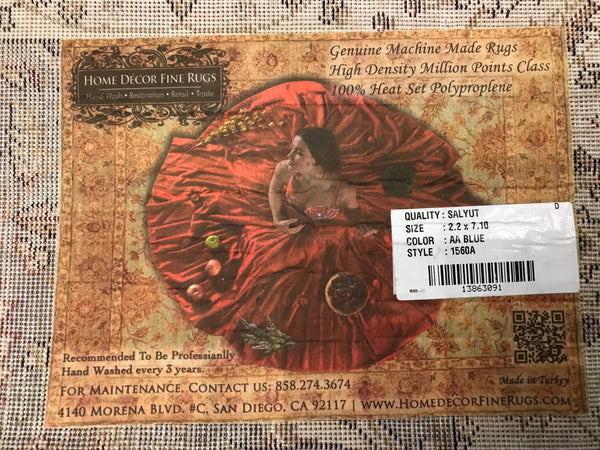 HOME DÉCOR FINE RUGS
Hand Wash • Restoration • Retail • Trade
Genuine Machine Made Rugs
High Density Million Points Class
100% Heat Set Polyproplene
D
QUALITY : SALYUT
SIZE : 2.2 x 7.10
COLOR : AA BLUE
STYLE : 1560A
13863091
Recommended To Be Professianlly
Hand Washed every 3 years.
Made in Turkey
FOR MAINTENANCE, CONTACT US: 858.274.3674
4140 MORENA BLVD. #C, SAN DIEGO, CA 92117 | WWW.HOMEDECORFINERUGS.COM